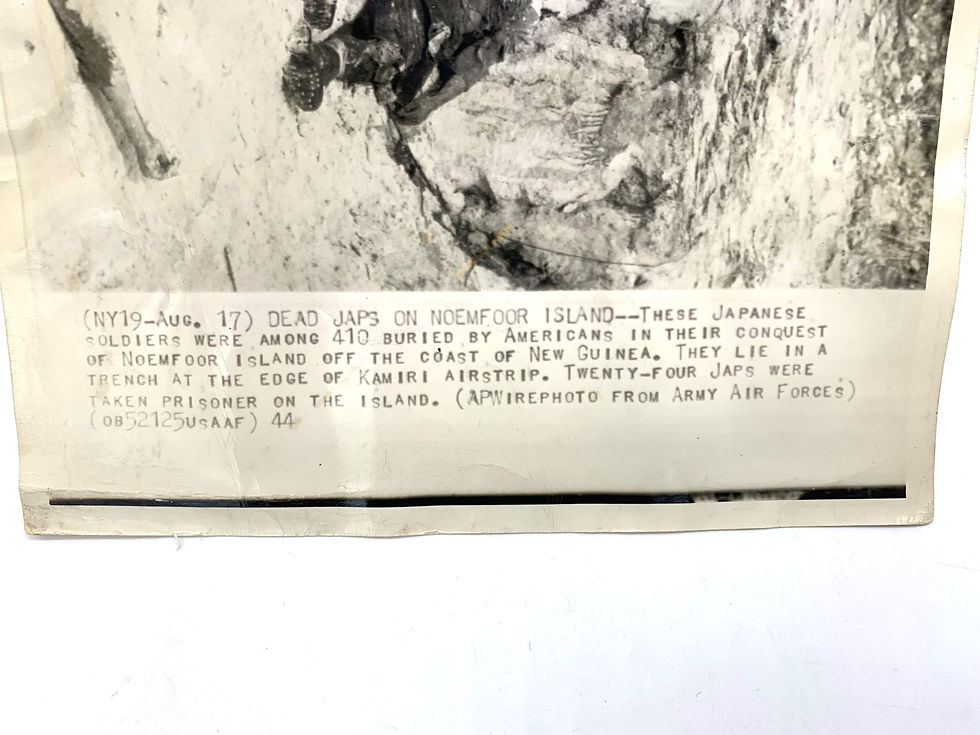 (NY19-AUG. 17) DEAD JAPS ON NOEMFOOR ISLAND--THESE JAPANESE
SOLDIERS WERE AMONG 410 BURIED BY AMERICANS IN THEIR CONQUEST
OF NOEMFOOR ISLAND OFF THE COAST OF NEW GUINEA. THEY LIE IN A
TRENCH AT THE EDGE OF KAMIRI AIRSTRIP. TWENTY-FOUR JAPS WERE
TAKEN PRISONER ON THE ISLAND. (APWIREPHOTO FROM ARMY AIR FORCES)
(OB52125USAAF) 44